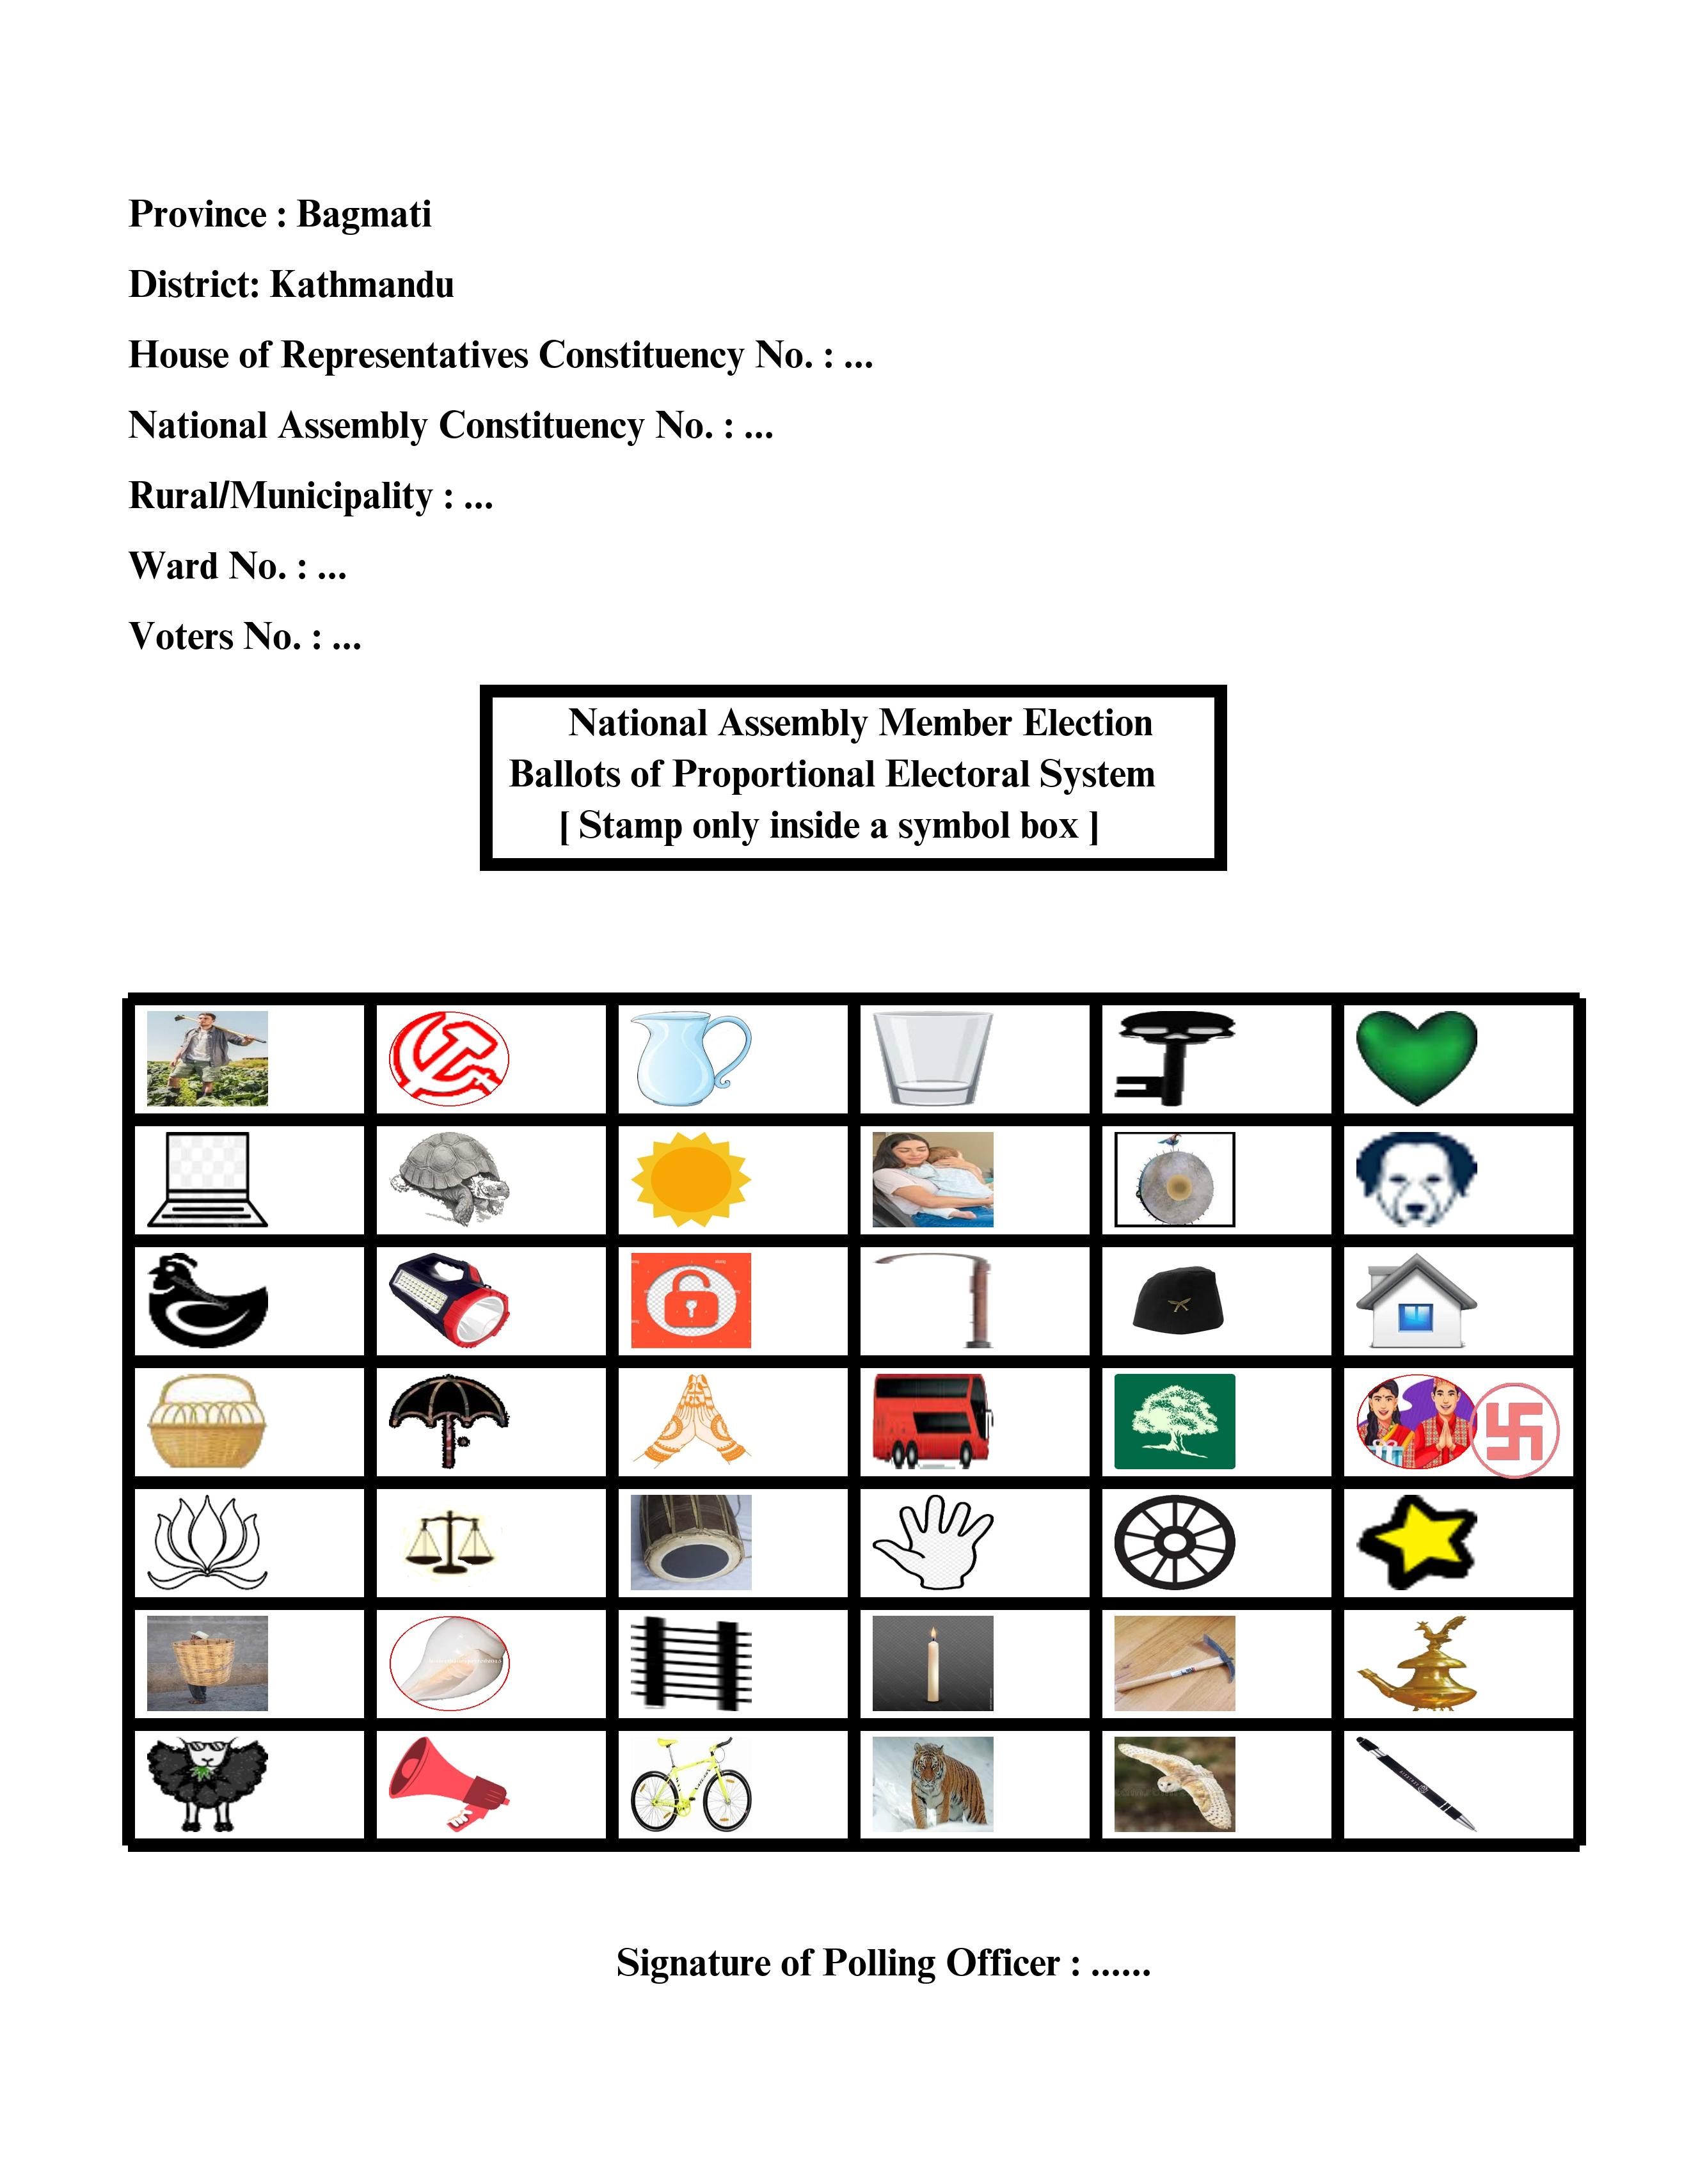 Province : Bagmati
District: Kathmandu
House of Representatives Constituency No. : ...
National Assembly Constituency No. : ...
Rural/Municipality : ...
Ward No. : ...
Voters No. : ...
National Assembly Member Election
Ballots of Proportional Electoral System
[ Stamp only inside a symbol box ]
Signature of Polling Officer : ......